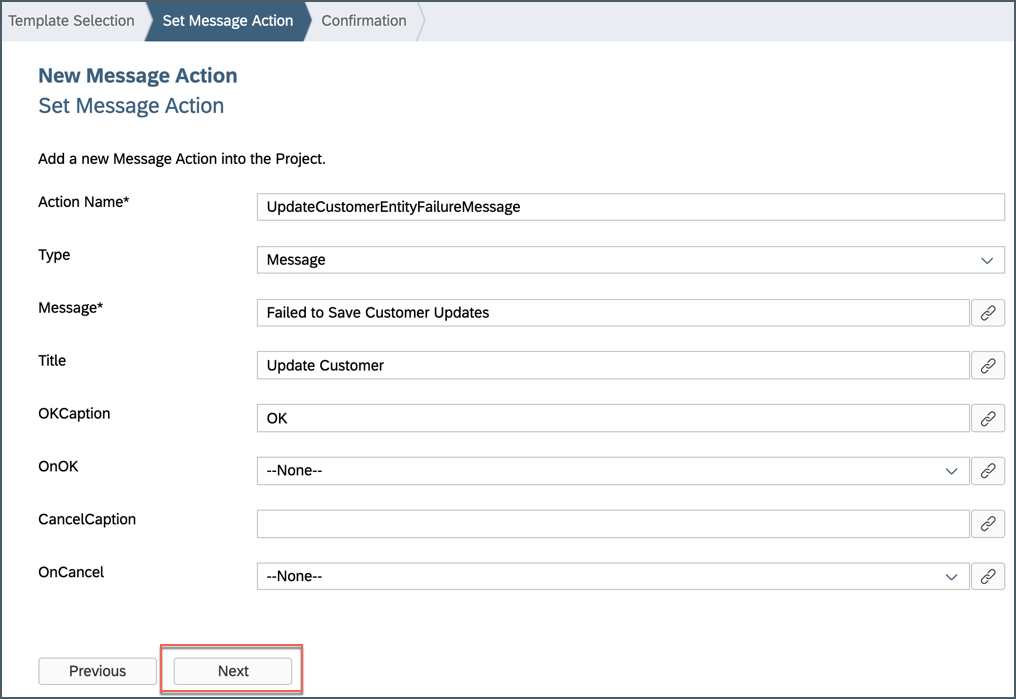 Template Selection Set Message Action Confirmation
New Message Action
Set Message Action
Add a new Message Action into the Project.
Action Name* UpdateCustomerEntityFailureMessage
Type Message
Message* Failed to Save Customer Updates
Title Update Customer
OKCaption OK
OnOK --None--
CancelCaption
OnCancel --None--
Previous Next